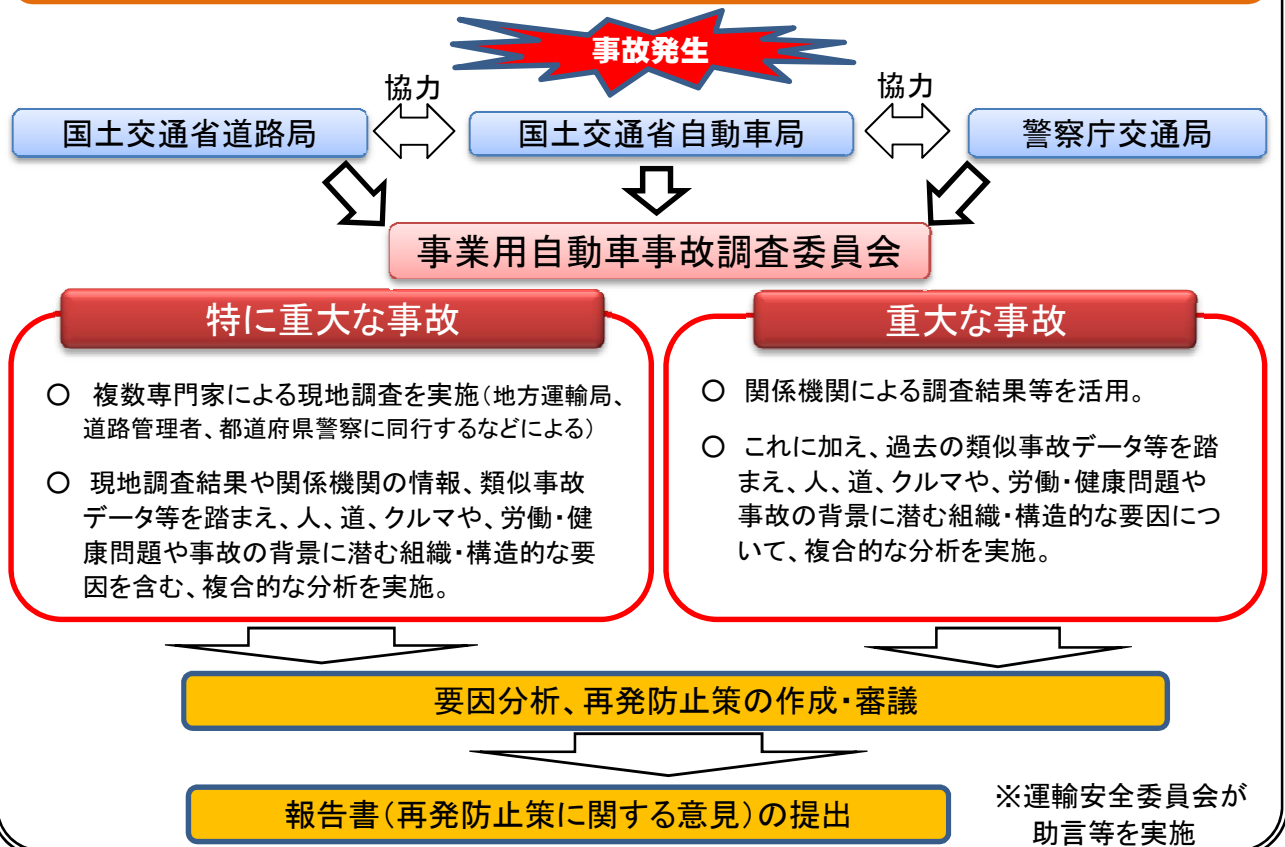 事故発生
協力
協力
国土交通省道路局
国土交通省自動車局
警察庁交通局
事業用自動車事故調査委員会
特に重大な事故
○ 複数専門家による現地調査を実施(地方運輸局、
道路管理者、都道府県警察に同行するなどによる)
○ 現地調査結果や関係機関の情報、類似事故
データ等を踏まえ、人、道、クルマや、労働・健
康問題や事故の背景に潜む組織・構造的な要
因を含む、複合的な分析を実施。
重大な事故
○ 関係機関による調査結果等を活用。
○ これに加え、過去の類似事故データ等を踏
まえ、人、道、クルマや、労働・健康問題や
事故の背景に潜む組織・構造的な要因につ
いて、複合的な分析を実施。
要因分析、再発防止策の作成・審議
報告書(再発防止策に関する意見)の提出
※運輸安全委員会が
助言等を実施